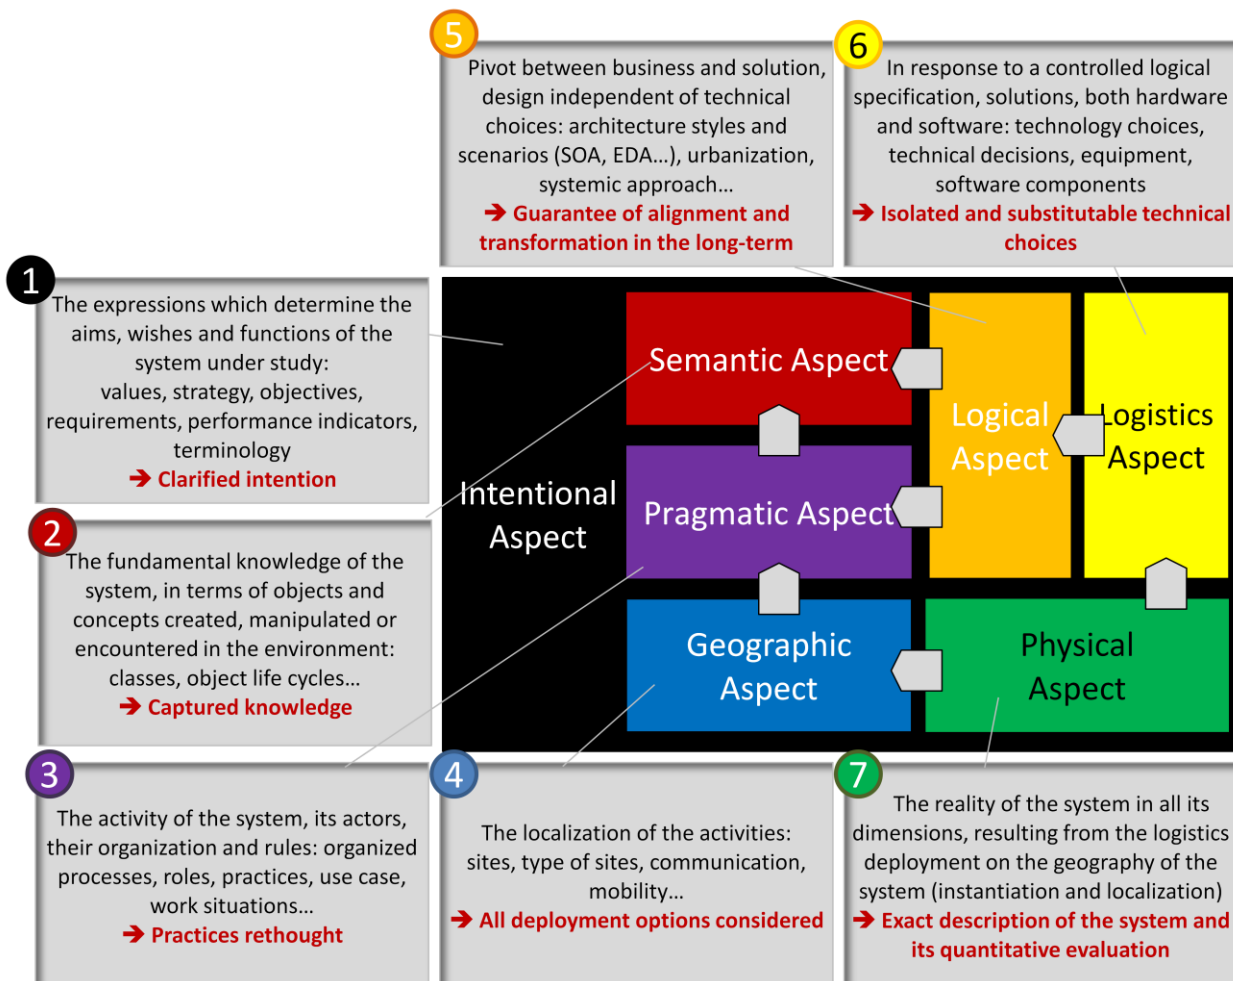 5
Pivot between business and solution,
design independent of technical
choices: architecture styles and
scenarios (SOA, EDA...), urbanization,
systemic approach...
➔ Guarantee of alignment and
transformation in the long-term
6
In response to a controlled logical
specification, solutions, both hardware
and software: technology choices,
technical decisions, equipment,
software components
➔ Isolated and substitutable technical
choices
1
The expressions which determine the
aims, wishes and functions of the
system under study:
values, strategy, objectives,
requirements, performance indicators,
terminology
➔ Clarified intention
2
The fundamental knowledge of the
system, in terms of objects and
concepts created, manipulated or
encountered in the environment:
classes, object life cycles...
➔ Captured knowledge
Intentional
Aspect
Semantic Aspect
Pragmatic Aspect
Geographic
Aspect
Logical
Aspect
Logistics
Aspect
Physical
Aspect
3
The activity of the system, its actors,
their organization and rules: organized
processes, roles, practices, use case,
work situations...
➔ Practices rethought
4
The localization of the activities:
sites, type of sites, communication,
mobility...
➔ All deployment options considered
7
The reality of the system in all its
dimensions, resulting from the logistics
deployment on the geography of the
system (instantiation and localization)
➔ Exact description of the system and
its quantitative evaluation